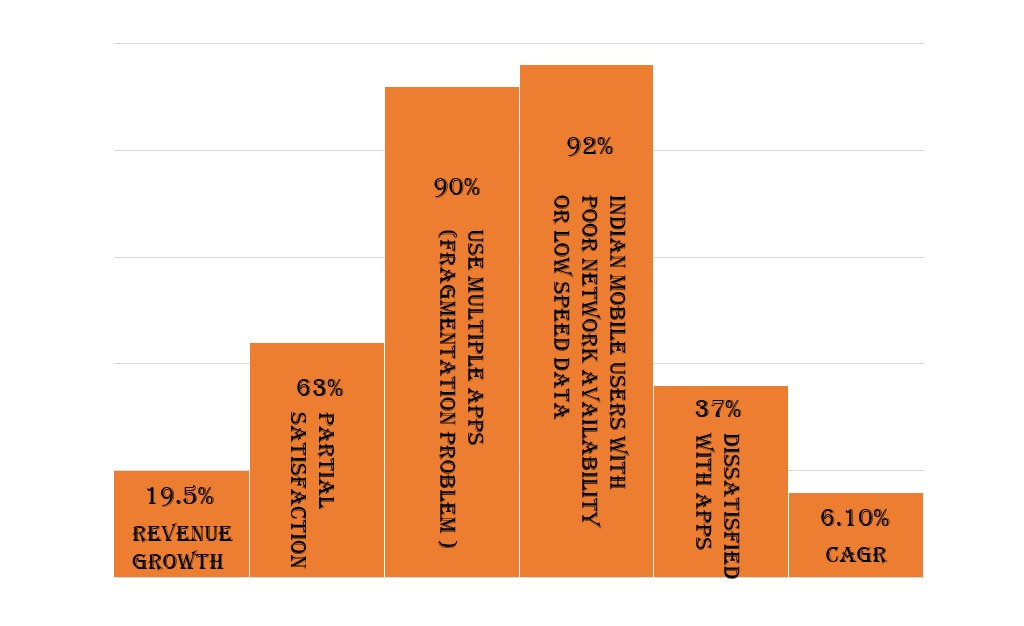 19.5%
REVENUE
GROWTH
63%
PARTIAL
SATISFACTION
90%
USE MULTIPLE APPS
(FRAGMENTATION PROBLEM )
92%
INDIAN MOBILE USERS WITH
POOR NETWORK AVAILABILITY
OR LOW SPEED DATA
37%
DISSATISFIED
WITH APPS
6.10%
CAGR